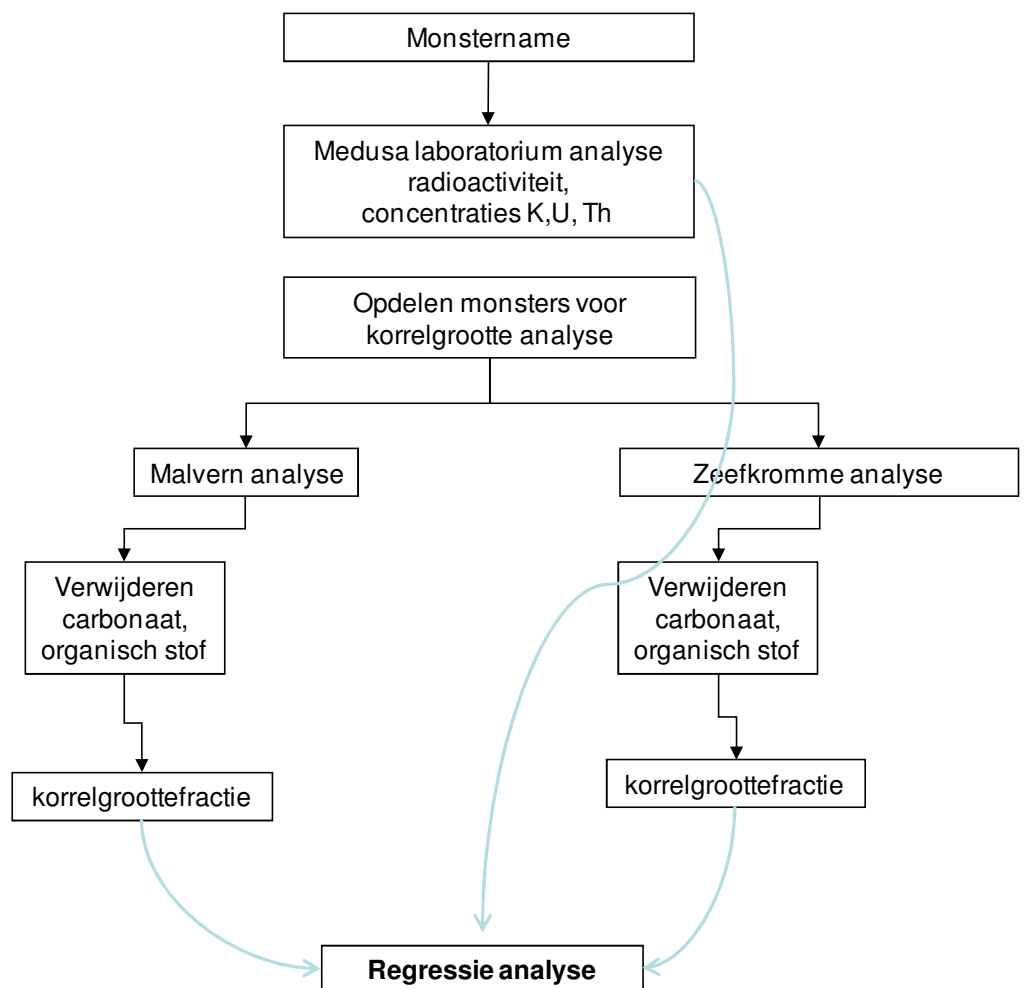 Monstername
Medusa laboratorium analyse
radioactiviteit,
concentraties K,U, Th
Opdelen monsters voor
korrelgrootte analyse
Malvern analyse
Zeefkromme analyse
Verwijderen
carbonaat,
organisch stof
Verwijderen
carbonaat,
organisch stof
korrelgroottefractie
korrelgroottefractie
Regressie analyse